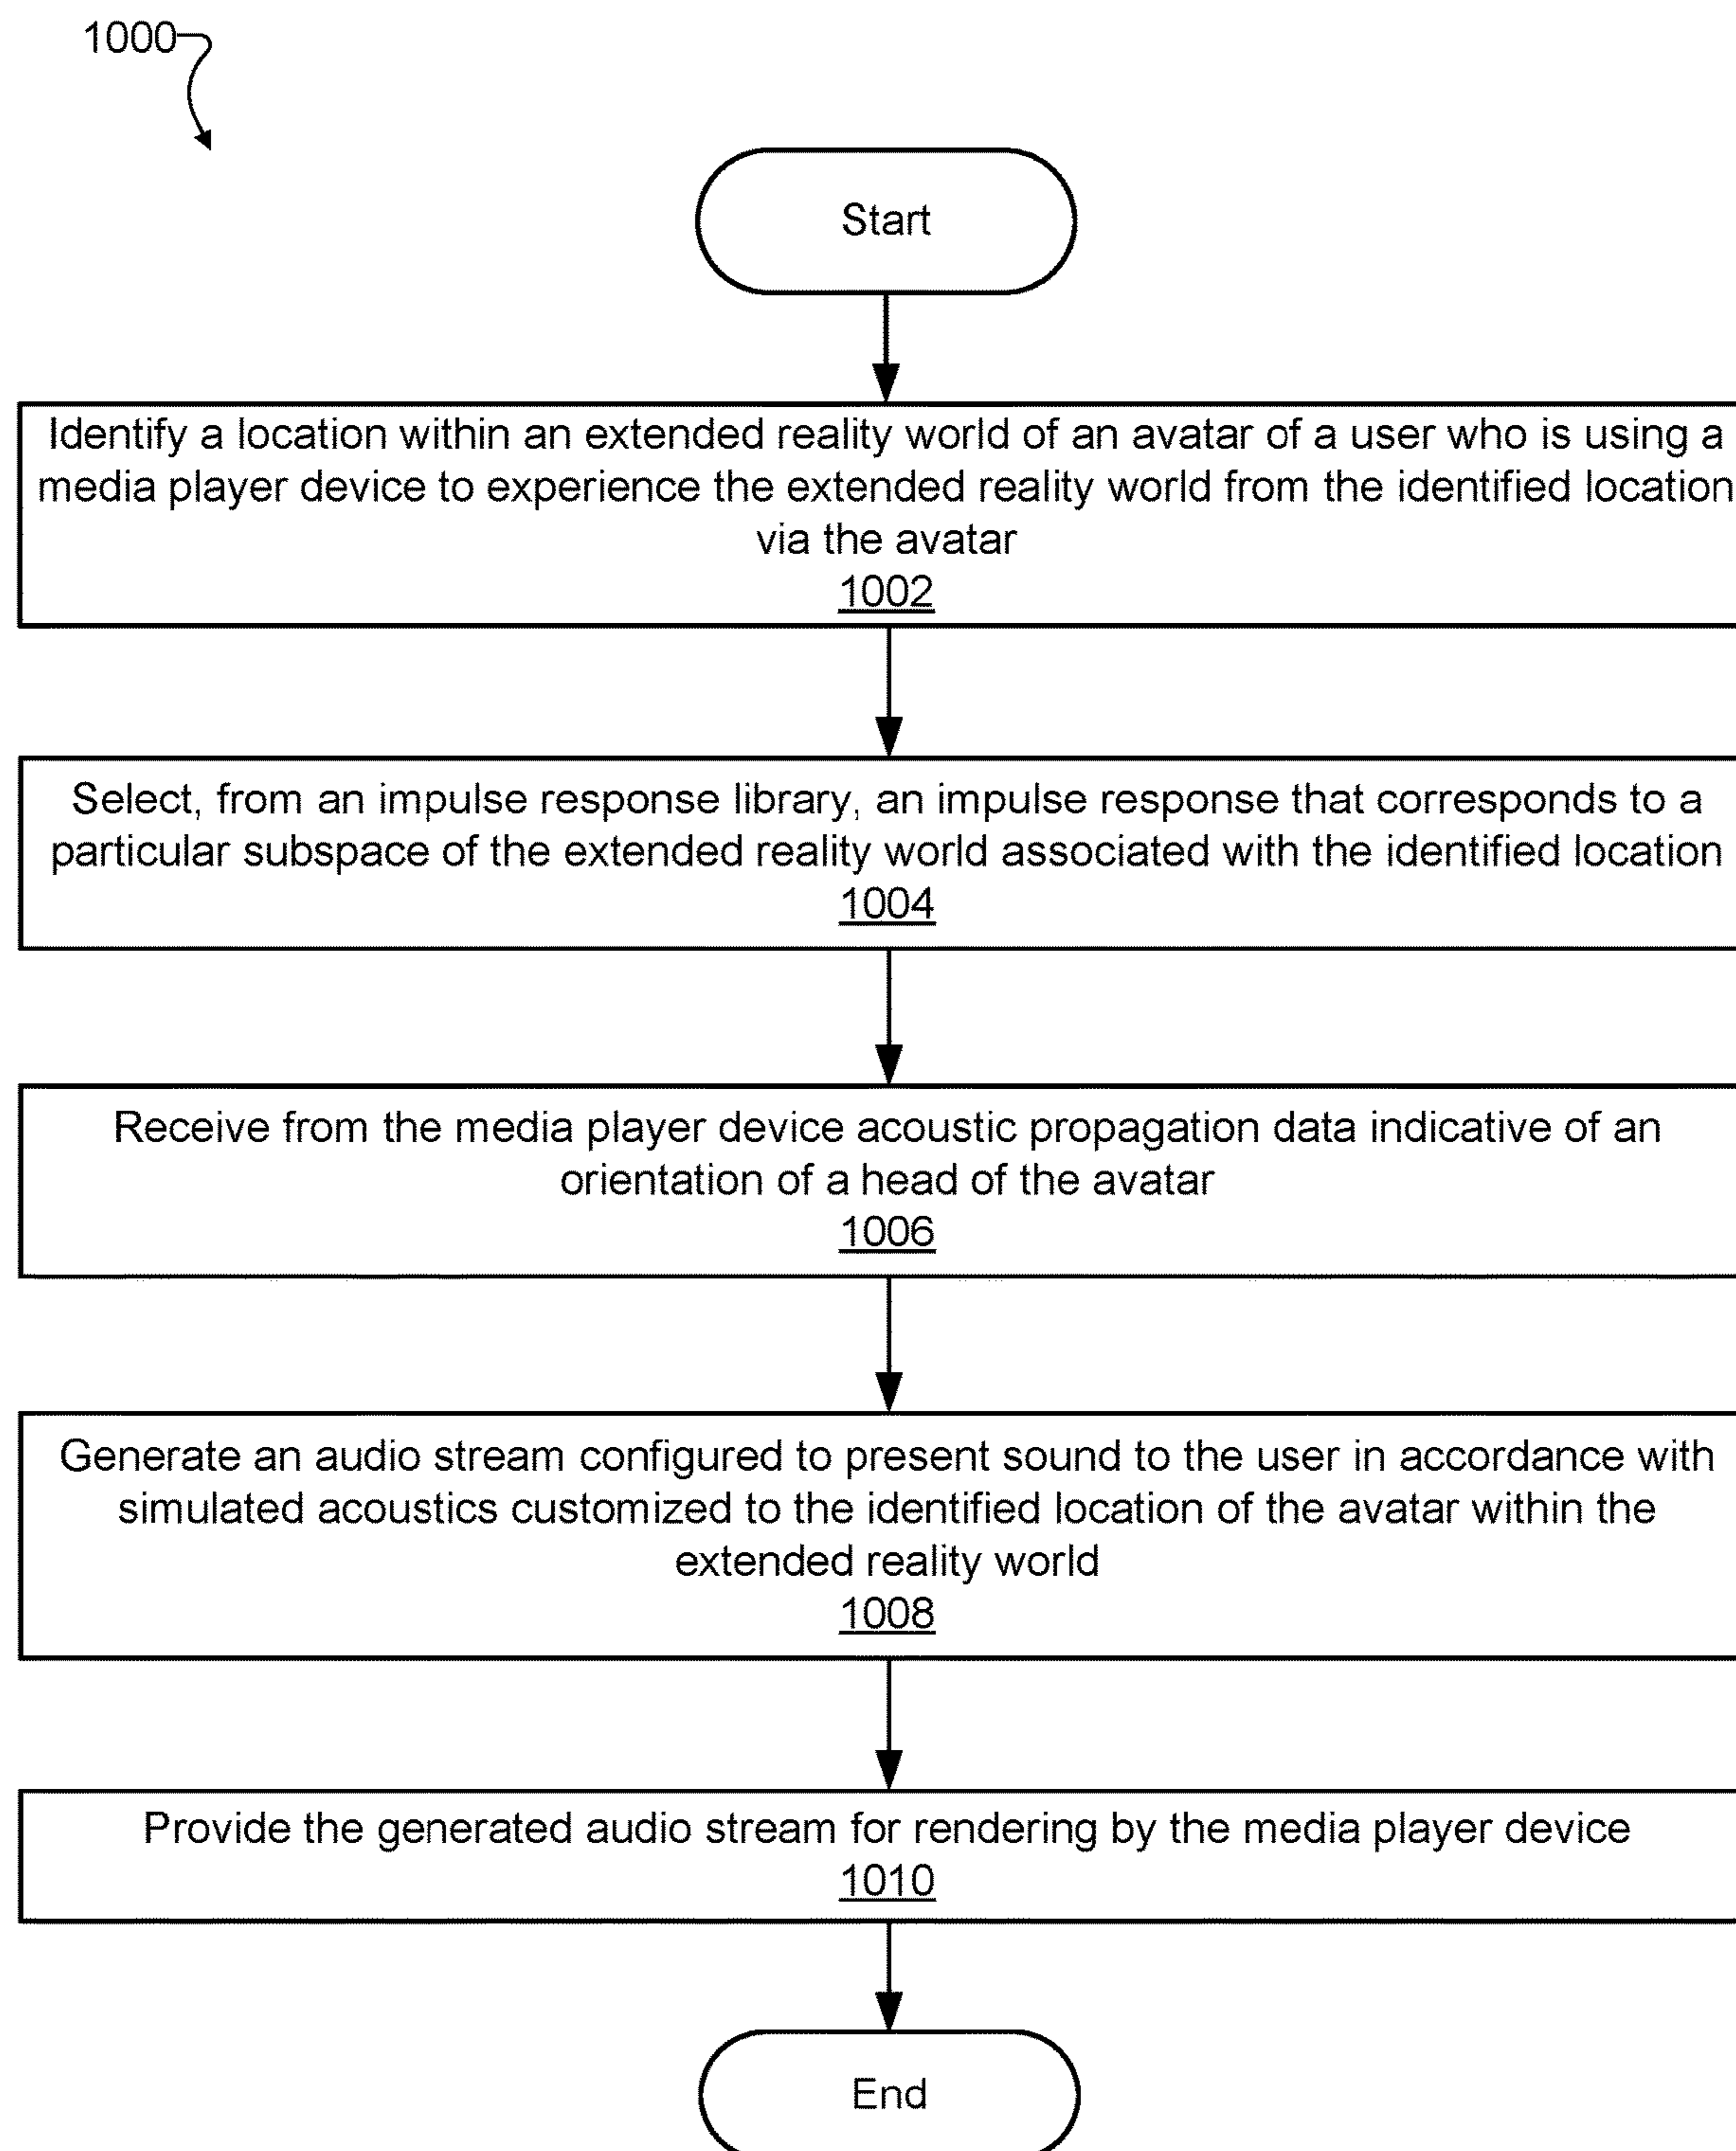 1000
Start
Identify a location within an extended reality world of an avatar of a user who is using a
media player device to experience the extended reality world from the identified location
via the avatar
1002
Select, from an impulse response library, an impulse response that corresponds to a
particular subspace of the extended reality world associated with the identified location
1004
Receive from the media player device acoustic propagation data indicative of an
orientation of a head of the avatar
1006
Generate an audio stream configured to present sound to the user in accordance with
simulated acoustics customized to the identified location of the avatar within the
extended reality world
1008
Provide the generated audio stream for rendering by the media player device
1010
End